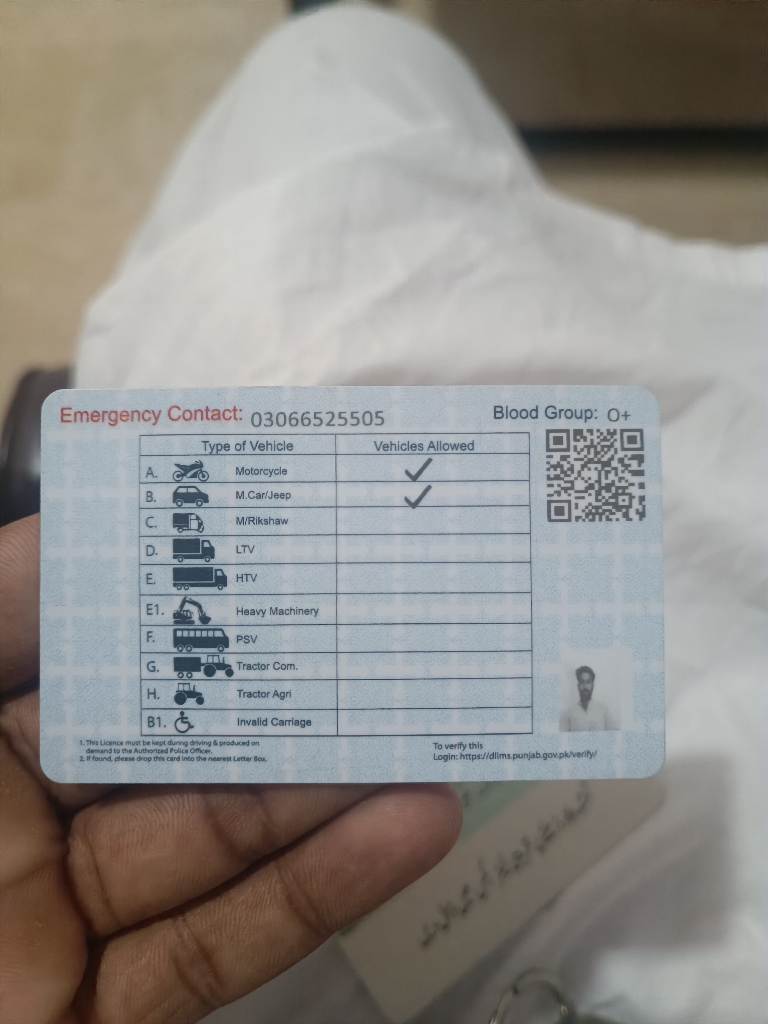 Emergency Contact: 03066525505
Blood Group: O+
Type of Vehicle Vehicles Allowed
A. Motorcycle ✓
B. M.Car/Jeep ✓
C. M/Rikshaw
D. LTV
E. HTV
E1. Heavy Machinery
F. PSV
G. Tractor Com.
H. Tractor Agri
B1. Invalid Carriage
1. This Licence must be kept during driving & produced on
demand to the Authorized Police Officer.
2. If found, please drop this card into the nearest Letter Box.
To verify this
Login: https://dlims.punjab.gov.pk/verify/